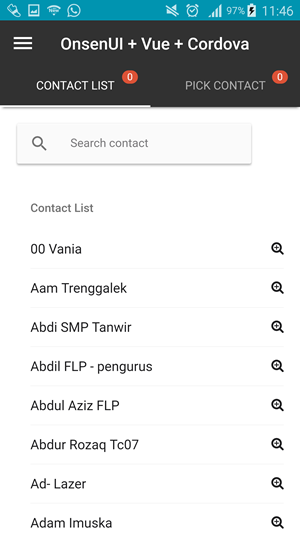 97% 11:46
OnsenUI + Vue + Cordova
CONTACT LIST 0 PICK CONTACT 0
Search contact
Contact List
00 Vania
Aam Trenggalek
Abdi SMP Tanwir
Abdil FLP - pengurus
Abdul Aziz FLP
Abdur Rozaq Tc07
Ad- Lazer
Adam Imuska